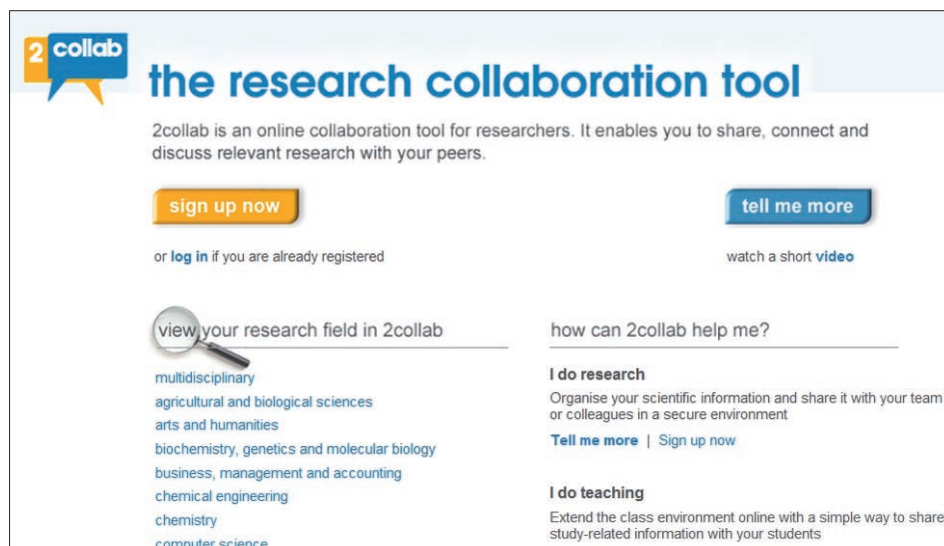 2 collab
the research collaboration tool
2collab is an online collaboration tool for researchers. It enables you to share, connect and
discuss relevant research with your peers.
sign up now
tell me more
or log in if you are already registered
watch a short video
view your research field in 2collab
multidisciplinary
agricultural and biological sciences
arts and humanities
biochemistry, genetics and molecular biology
business, management and accounting
chemical engineering
chemistry
computer science
how can 2collab help me?
I do research
Organise your scientific information and share it with your team
or colleagues in a secure environment
Tell me more | Sign up now
I do teaching
Extend the class environment online with a simple way to share
study-related information with your students